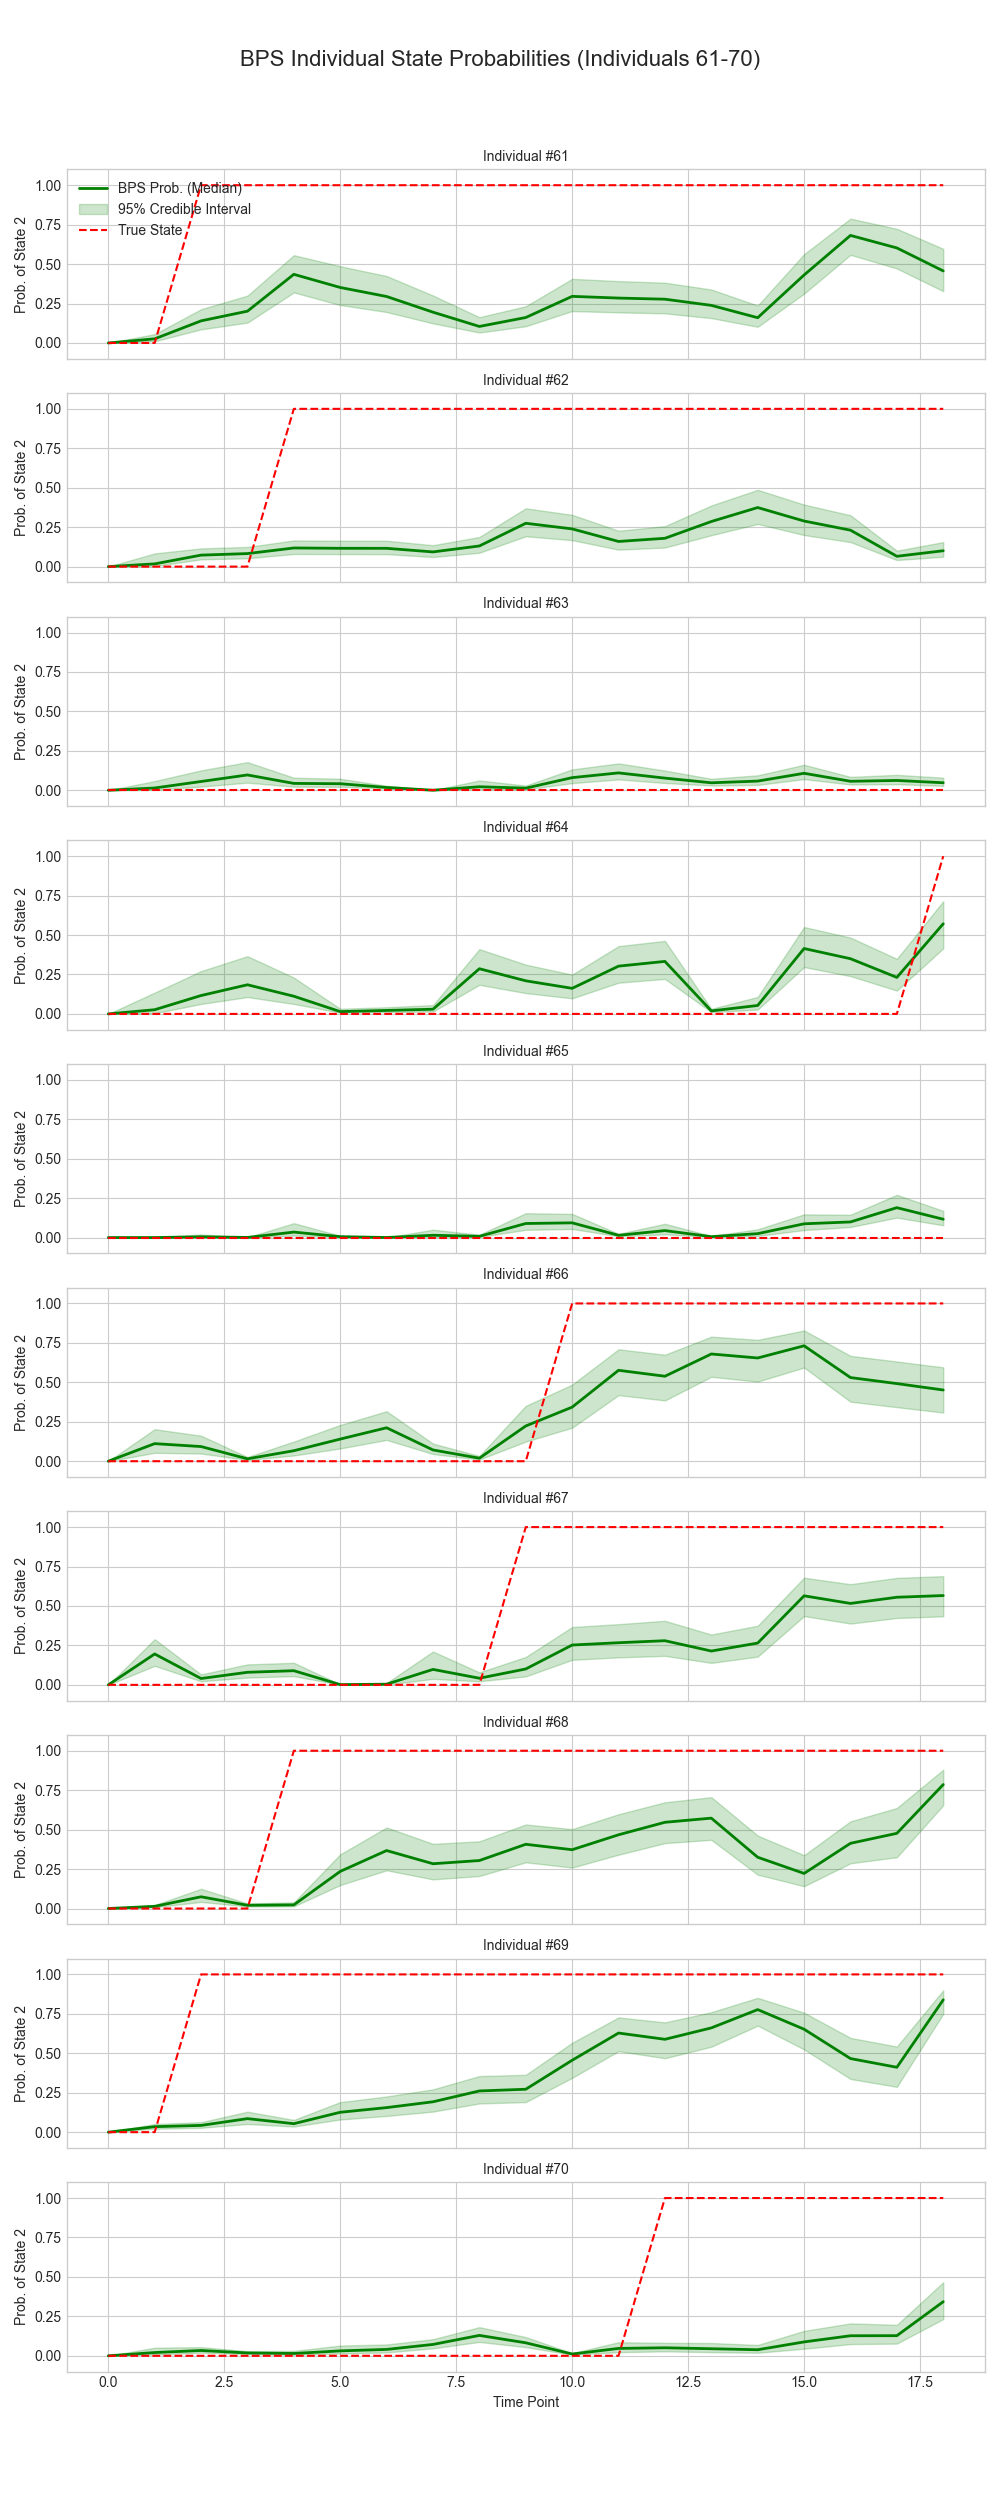 BPS Individual State Probabilities (Individuals 61-70)
Individual #61
BPS Prob. (Median)
95% Credible Interval
True State
Prob. of State 2
1.00
0.75
0.50
0.25
0.00
Individual #62
Prob. of State 2
1.00
0.75
0.50
0.25
0.00
Individual #63
Prob. of State 2
1.00
0.75
0.50
0.25
0.00
Individual #64
Prob. of State 2
1.00
0.75
0.50
0.25
0.00
Individual #65
Prob. of State 2
1.00
0.75
0.50
0.25
0.00
Individual #66
Prob. of State 2
1.00
0.75
0.50
0.25
0.00
Individual #67
Prob. of State 2
1.00
0.75
0.50
0.25
0.00
Individual #68
Prob. of State 2
1.00
0.75
0.50
0.25
0.00
Individual #69
Prob. of State 2
1.00
0.75
0.50
0.25
0.00
Individual #70
Prob. of State 2
1.00
0.75
0.50
0.25
0.00
0.0 2.5 5.0 7.5 10.0 12.5 15.0 17.5
Time Point